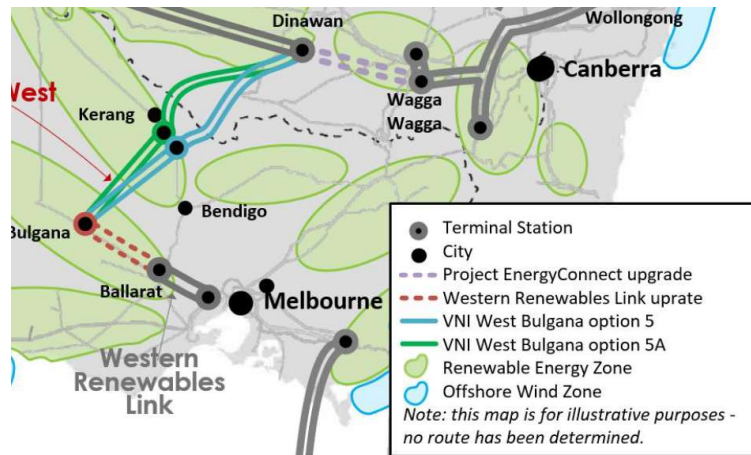 Dinawan
Wollongong
Canberra
West
Kerang
Wagga
Wagga
Bulgana
Bendigo
Ballarat
Melbourne
Western
Renewables
Link
Terminal Station
City
Project EnergyConnect upgrade
Western Renewables Link uprate
VNI West Bulgana option 5
VNI West Bulgana option 5A
Renewable Energy Zone
Offshore Wind Zone
Note: this map is for illustrative purposes -
no route has been determined.